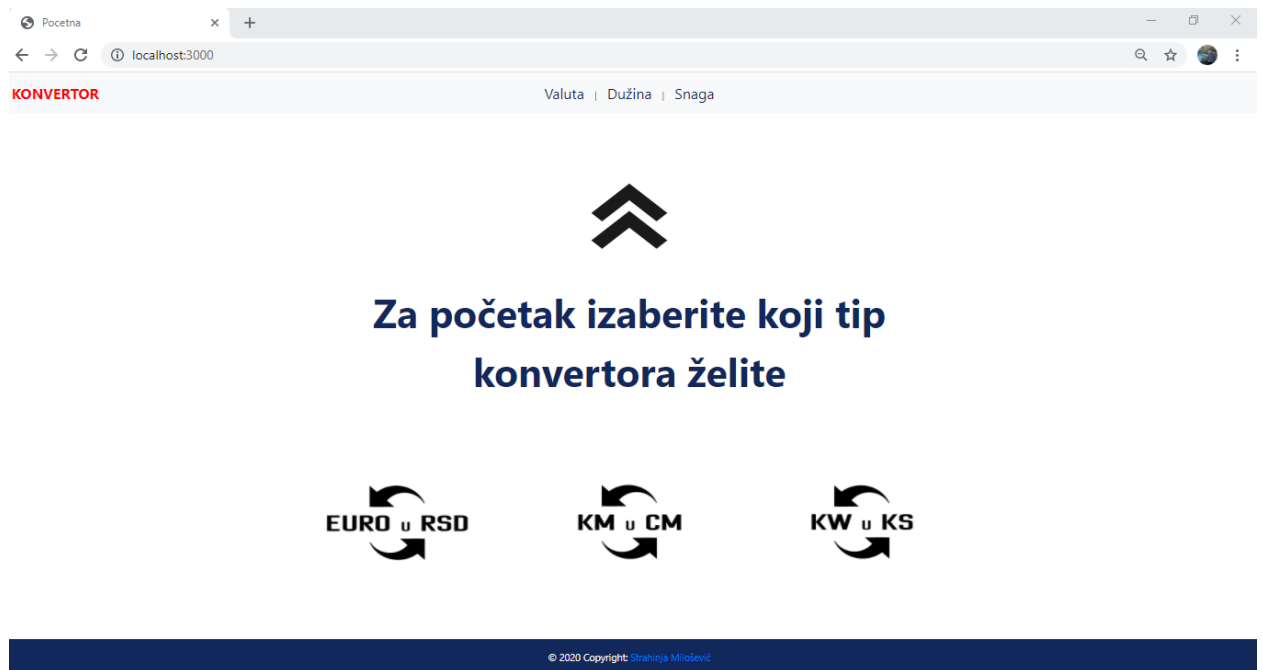 Pocetna
localhost:3000
KONVERTOR
Valuta | Dužina | Snaga
Za početak izaberite koji tip
konvertora želite
EURO u RSD
KM u CM
KW u KS
© 2020 Copyright: Strahinja Milošević